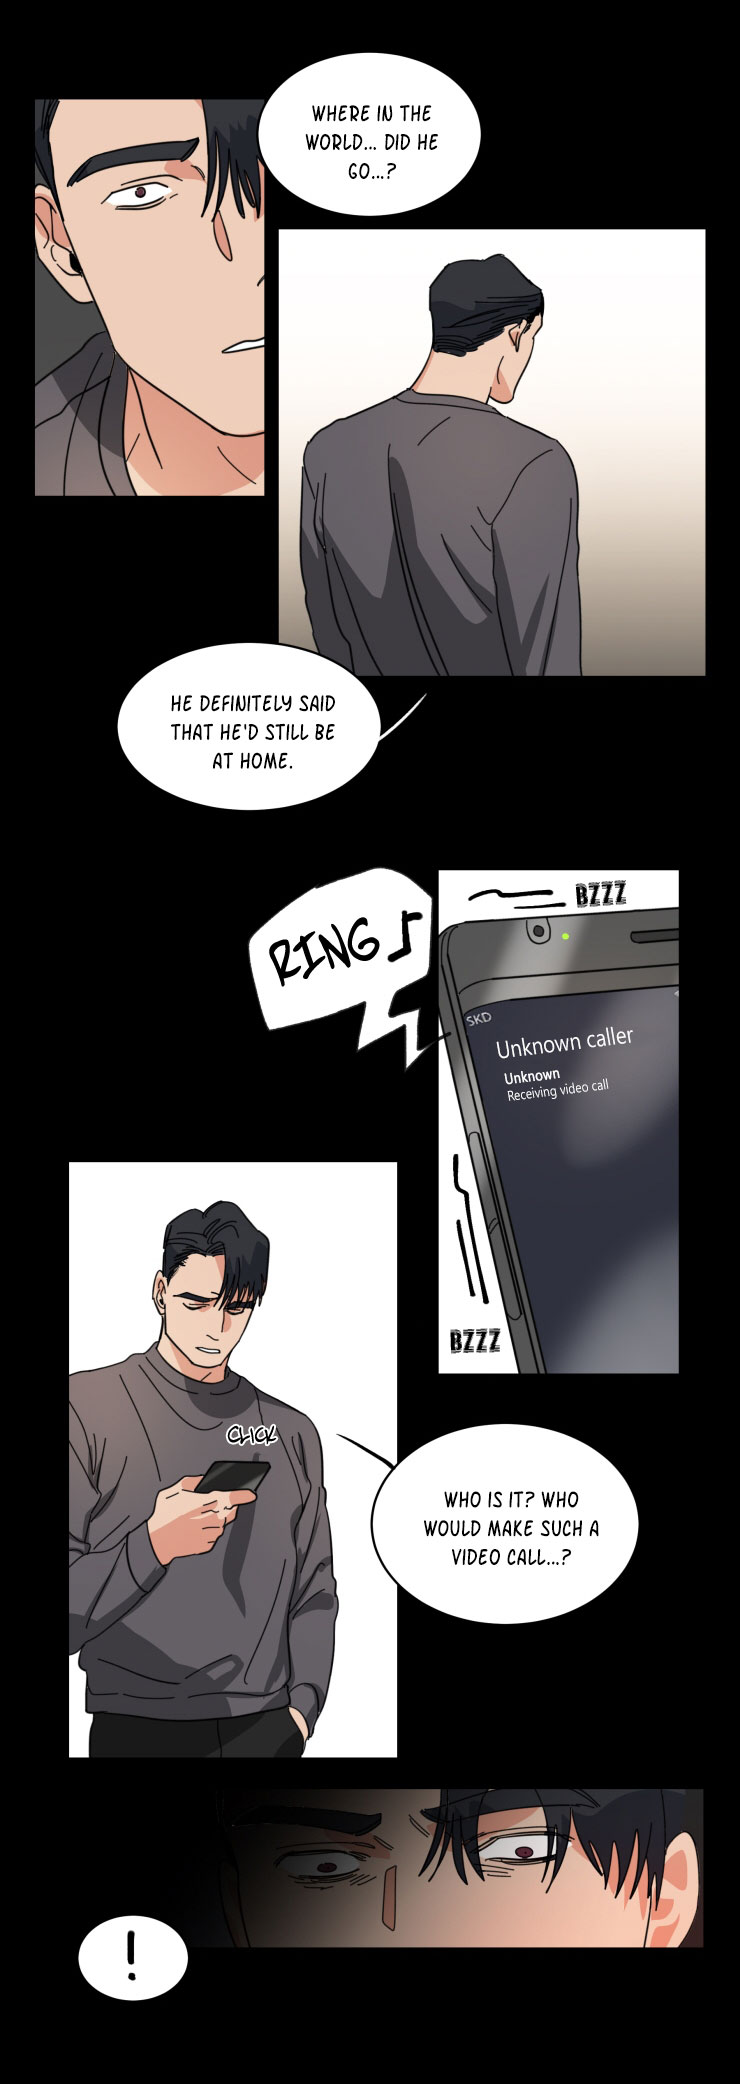 WHERE IN THE
WORLD... DID HE
GO...?
HE DEFINITELY SAID
THAT HE'D STILL BE
AT HOME.
BZZZ
RING♪
SKD
Unknown caller
Unknown
Receiving video call
BZZZ
CLICK
WHO IS IT? WHO
WOULD MAKE SUCH A
VIDEO CALL...?
!